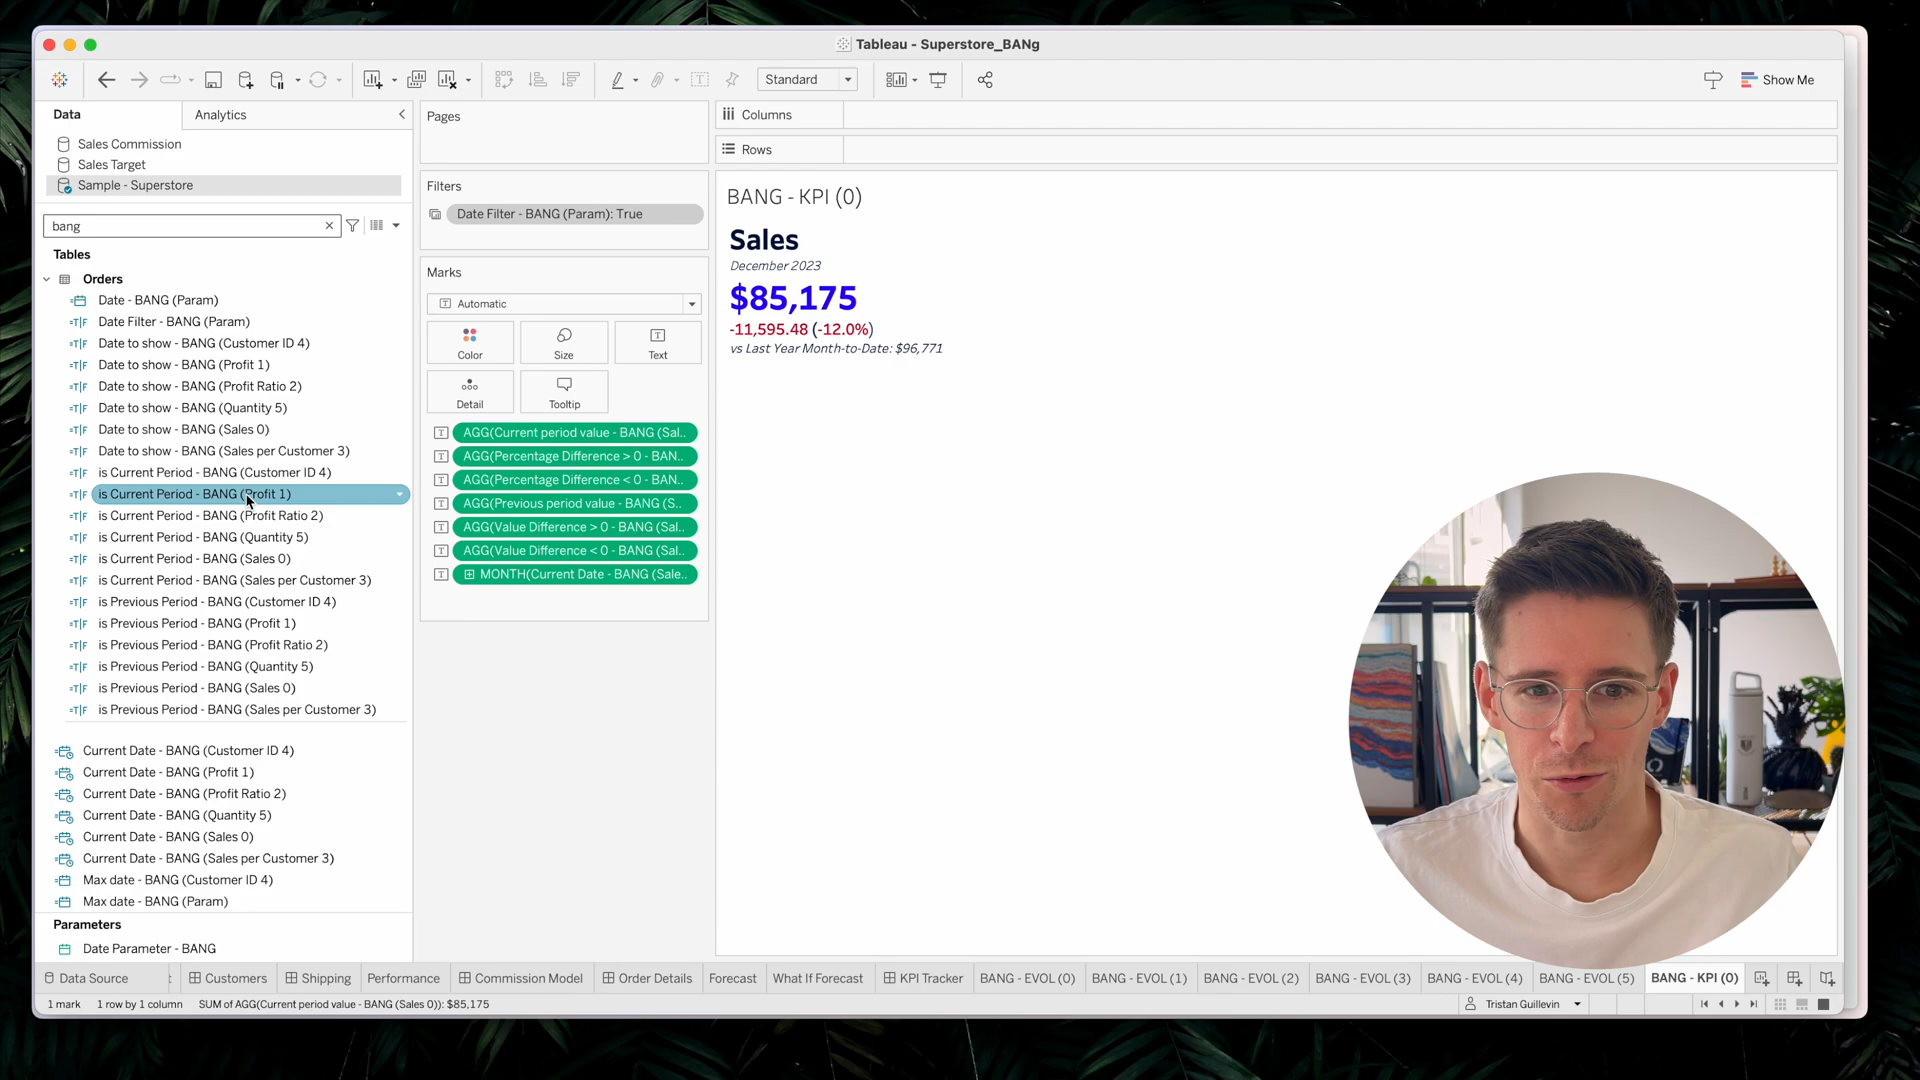 Tableau - Superstore_BANg
Standard
Show Me
Data
Analytics
Sales Commission
Sales Target
Sample - Superstore
bang
Tables
Orders
Date - BANG (Param)
Date Filter - BANG (Param)
Date to show - BANG (Customer ID 4)
Date to show - BANG (Profit 1)
Date to show - BANG (Profit Ratio 2)
Date to show - BANG (Quantity 5)
Date to show - BANG (Sales 0)
Date to show - BANG (Sales per Customer 3)
is Current Period - BANG (Customer ID 4)
is Current Period - BANG (Profit 1)
is Current Period - BANG (Profit Ratio 2)
is Current Period - BANG (Quantity 5)
is Current Period - BANG (Sales 0)
is Current Period - BANG (Sales per Customer 3)
is Previous Period - BANG (Customer ID 4)
is Previous Period - BANG (Profit 1)
is Previous Period - BANG (Profit Ratio 2)
is Previous Period - BANG (Quantity 5)
is Previous Period - BANG (Sales 0)
is Previous Period - BANG (Sales per Customer 3)
Current Date - BANG (Customer ID 4)
Current Date - BANG (Profit 1)
Current Date - BANG (Profit Ratio 2)
Current Date - BANG (Quantity 5)
Current Date - BANG (Sales 0)
Current Date - BANG (Sales per Customer 3)
Max date - BANG (Customer ID 4)
Max date - BANG (Param)
Parameters
Date Parameter - BANG
Pages
Filters
Date Filter - BANG (Param): True
Marks
Automatic
Color
Size
Text
Detail
Tooltip
AGG(Current period value - BANG (Sal..
AGG(Percentage Difference > 0 - BAN..
AGG(Percentage Difference < 0 - BAN..
AGG(Previous period value - BANG (S..
AGG(Value Difference > 0 - BANG (Sal..
AGG(Value Difference < 0 - BANG (Sal..
MONTH(Current Date - BANG (Sale..
Columns
Rows
BANG - KPI (0)
Sales
December 2023
$85,175
-11,595.48 (-12.0%)
vs Last Year Month-to-Date: $96,771
Data Source
Customers
Shipping
Performance
Commission Model
Order Details
Forecast
What If Forecast
KPI Tracker
BANG - EVOL (0)
BANG - EVOL (1)
BANG - EVOL (2)
BANG - EVOL (3)
BANG - EVOL (4)
BANG - EVOL (5)
BANG - KPI (0)
1 mark
1 row by 1 column
SUM of AGG(Current period value - BANG (Sales 0)): $85,175
Tristan Guillevin